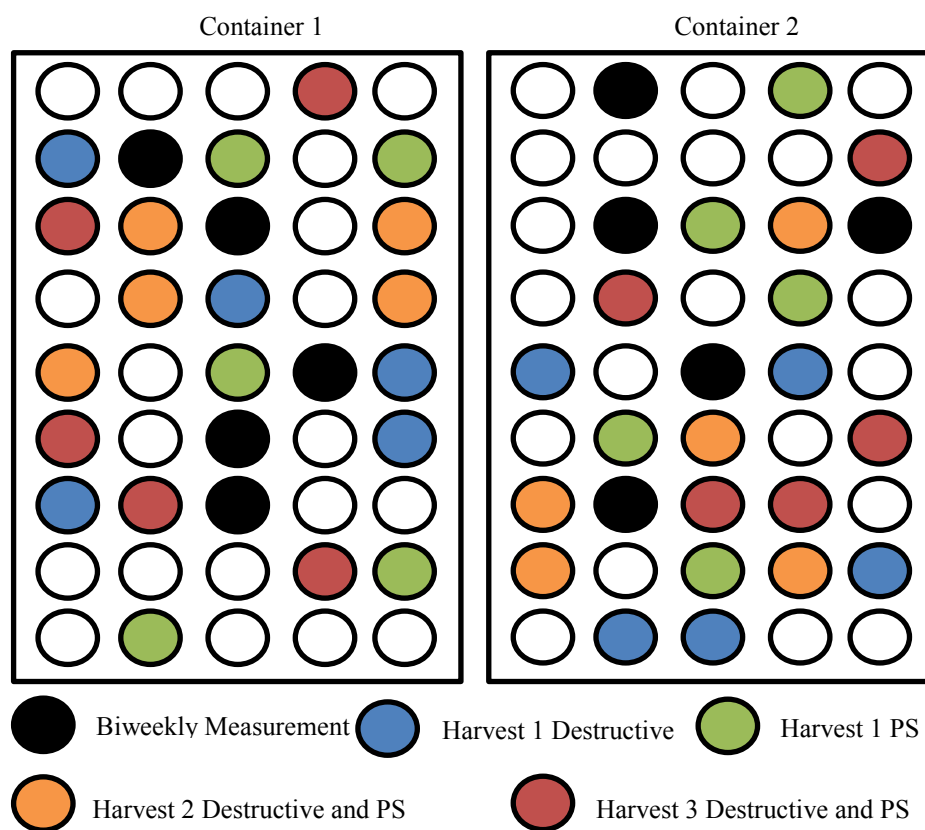 Container 1
Container 2
Biweekly Measurement
Harvest 1 Destructive
Harvest 1 PS
Harvest 2 Destructive and PS
Harvest 3 Destructive and PS